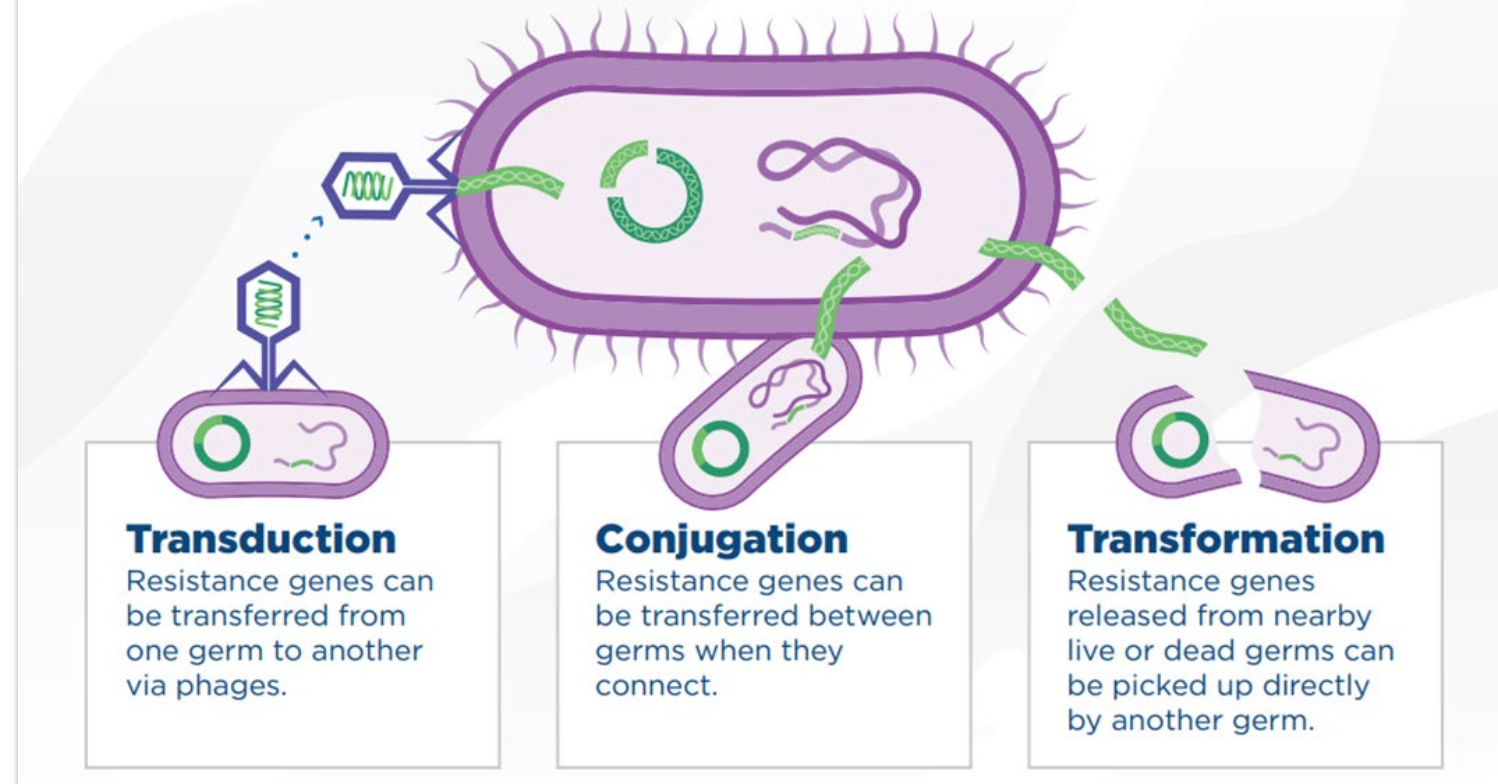 Transduction
Resistance genes can
be transferred from
one germ to another
via phages.
Conjugation
Resistance genes can
be transferred between
germs when they
connect.
Transformation
Resistance genes
released from nearby
live or dead germs can
be picked up directly
by another germ.